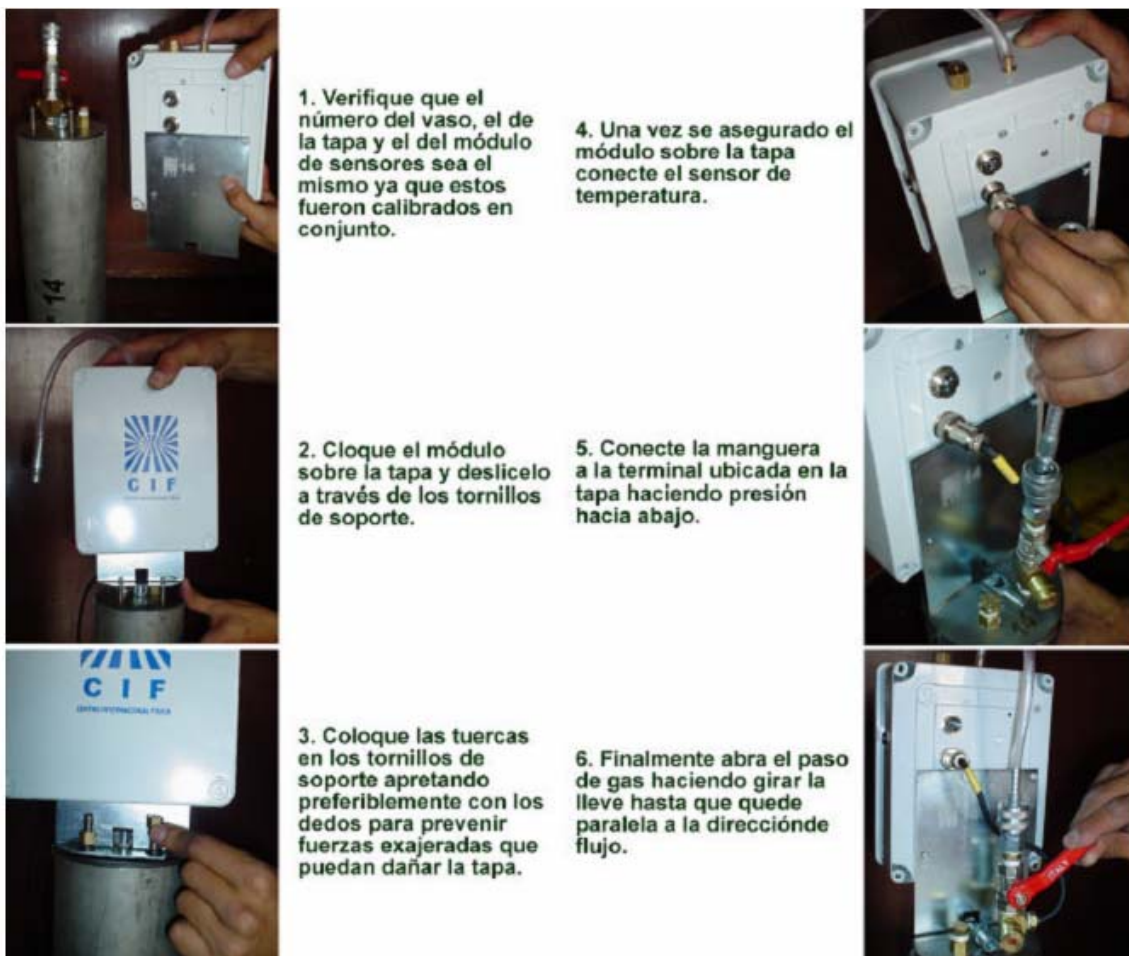 1. Verifique que el
número del vaso, el de
la tapa y el del módulo
de sensores sea el
mismo ya que estos
fueron calibrados en
conjunto.
14
14
2. Cloque el módulo
sobre la tapa y deslicelo
a través de los tornillos
de soporte.
CIF
3. Coloque las tuercas
en los tornillos de
soporte apretando
preferiblemente con los
dedos para prevenir
fuerzas exajeradas que
puedan dañar la tapa.
CIF
CENTRO INTERNACIONAL FISICA
4. Una vez se asegurado el
módulo sobre la tapa
conecte el sensor de
temperatura.
5. Conecte la manguera
a la terminal ubicada en la
tapa haciendo presión
hacia abajo.
6. Finalmente abra el paso
de gas haciendo girar la
lleve hasta que quede
paralela a la direcciónde
flujo.
ITALY